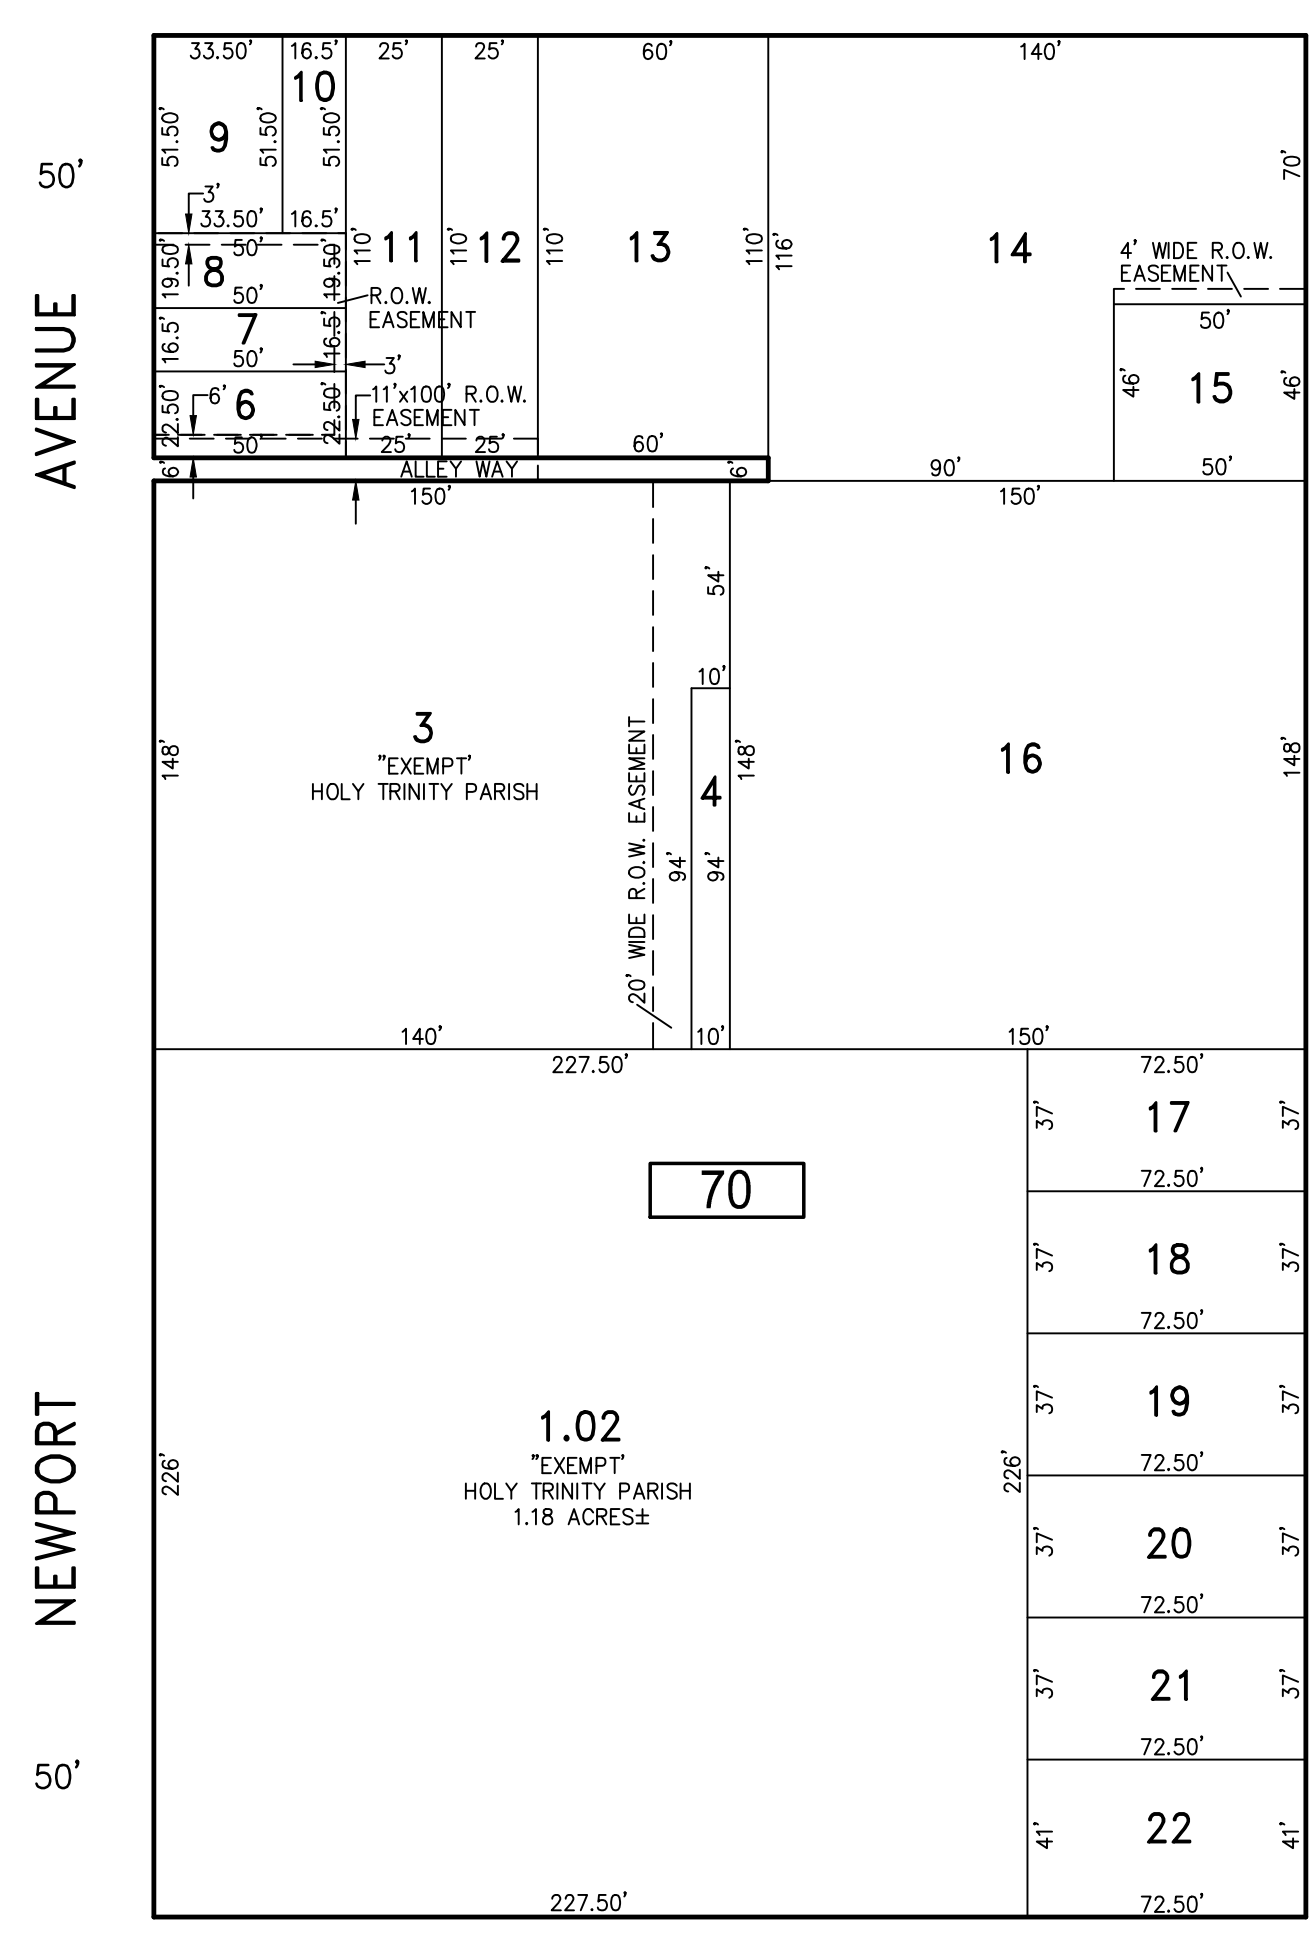 33.50' 16.5' 25' 25' 60' 140'
10
9
51.50' 51.50' 51.50'
70'
50'
3'
33.50' 16.5'
50'
8
19.50' 19.50'
110' 11 110' 12 110' 13 110' 116' 14
4' WIDE R.O.W.
EASEMENT
50'
R.O.W.
EASEMENT
50'
7
16.5' 16.5'
50'
3'
46' 15 46'
6' 6
22.50' 22.50'
11'x100' R.O.W.
EASEMENT
50' 25' 25' 60'
6' ALLEY WAY 6'
90' 50'
150' 150'
AVENUE
54'
10'
3
"EXEMPT'
HOLY TRINITY PARISH
148'
20' WIDE R.O.W. EASEMENT
4
94' 94'
148' 16 148'
140' 10' 150'
227.50' 72.50'
37' 17 37'
72.50'
70
37' 18 37'
72.50'
37' 19 37'
72.50'
1.02
"EXEMPT'
HOLY TRINITY PARISH
1.18 ACRES±
226' 226'
NEWPORT
37' 20 37'
72.50'
37' 21 37'
72.50'
50'
41' 22 41'
227.50' 72.50'